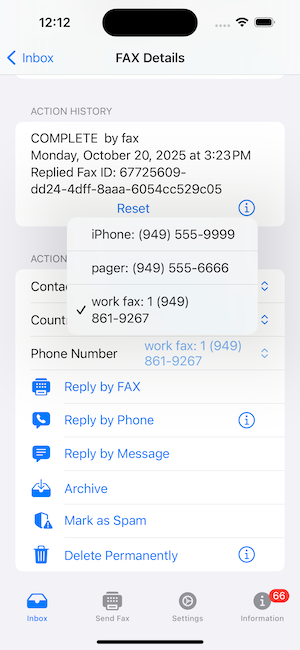 12:12
Inbox
FAX Details
ACTION HISTORY
COMPLETE by fax
Monday, October 20, 2025 at 3:23 PM
Replied Fax ID: 67725609-
dd24-4dff-8aaa-6054cc529c05
Reset
iPhone: (949) 555-9999
pager: (949) 555-6666
work fax: 1 (949)
861-9267
ACTION
Conta
Count
Phone Number
work fax: 1 (949)
861-9267
Reply by FAX
Reply by Phone
Reply by Message
Archive
Mark as Spam
Delete Permanently
66
Inbox
Send Fax
Settings
Information